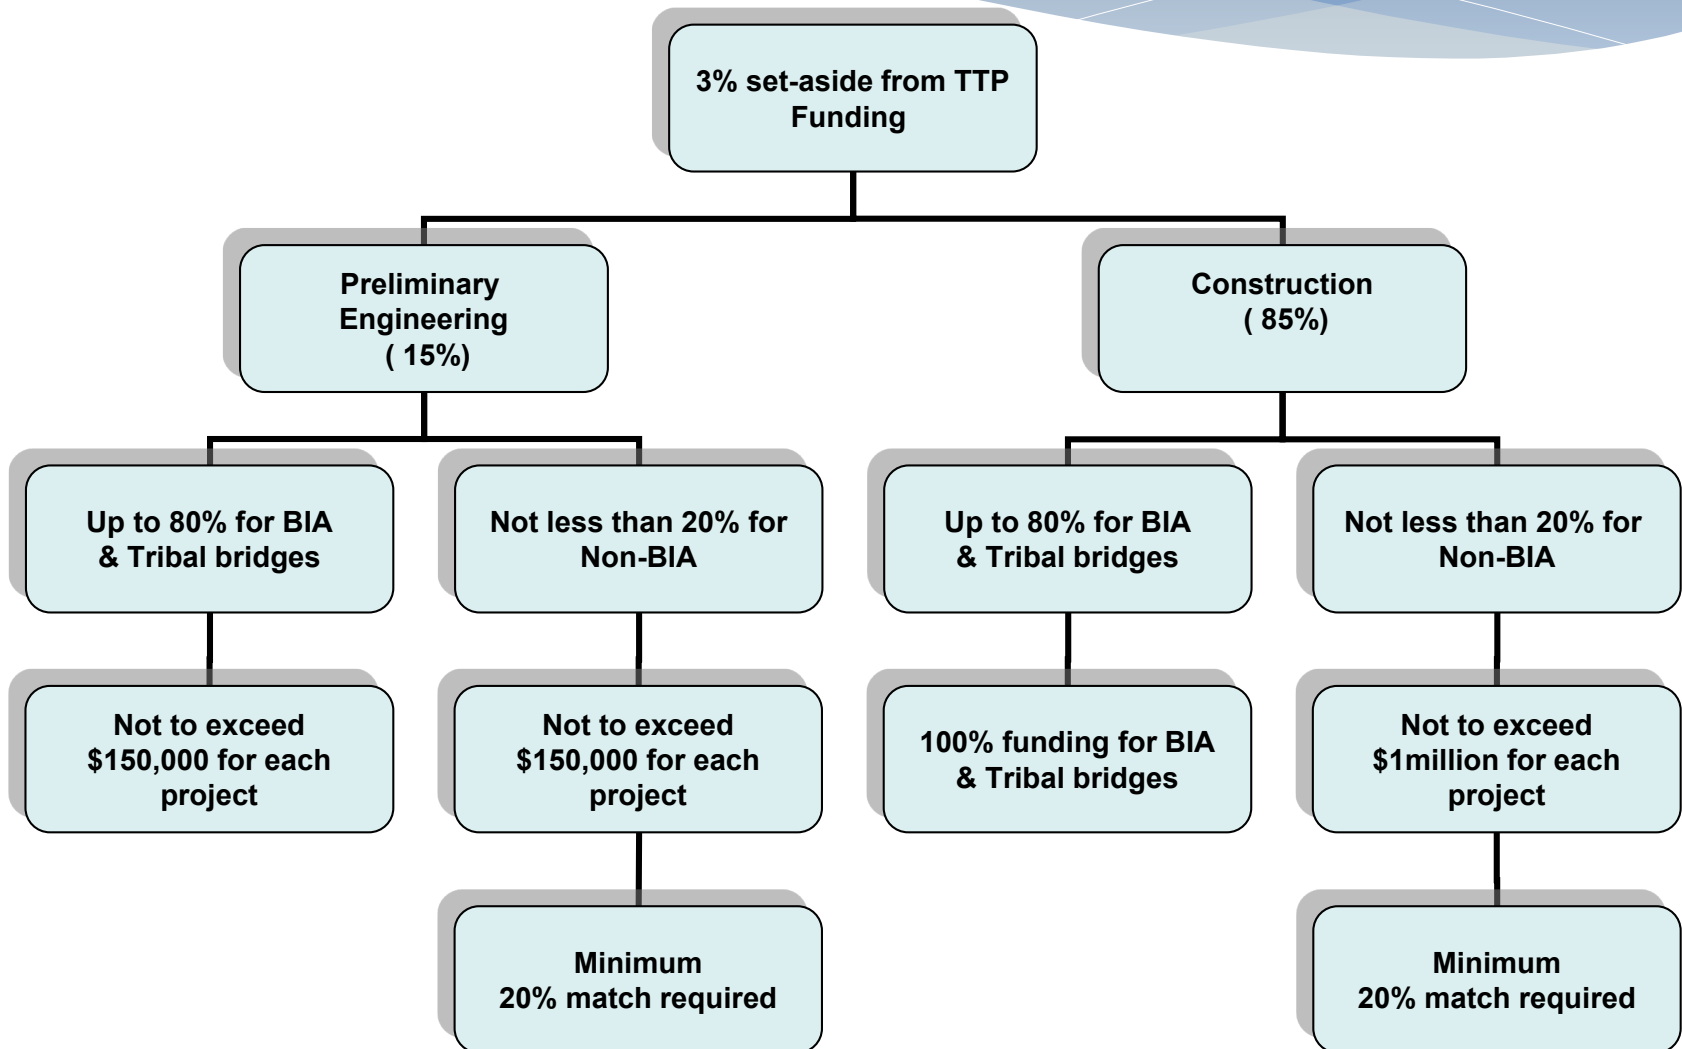 3% set-aside from TTP
Funding
Preliminary
Engineering
( 15%)
Construction
( 85%)
Up to 80% for BIA
& Tribal bridges
Not less than 20% for
Non-BIA
Up to 80% for BIA
& Tribal bridges
Not less than 20% for
Non-BIA
Not to exceed
$150,000 for each
project
Not to exceed
$150,000 for each
project
100% funding for BIA
& Tribal bridges
Not to exceed
$1million for each
project
Minimum
20% match required
Minimum
20% match required